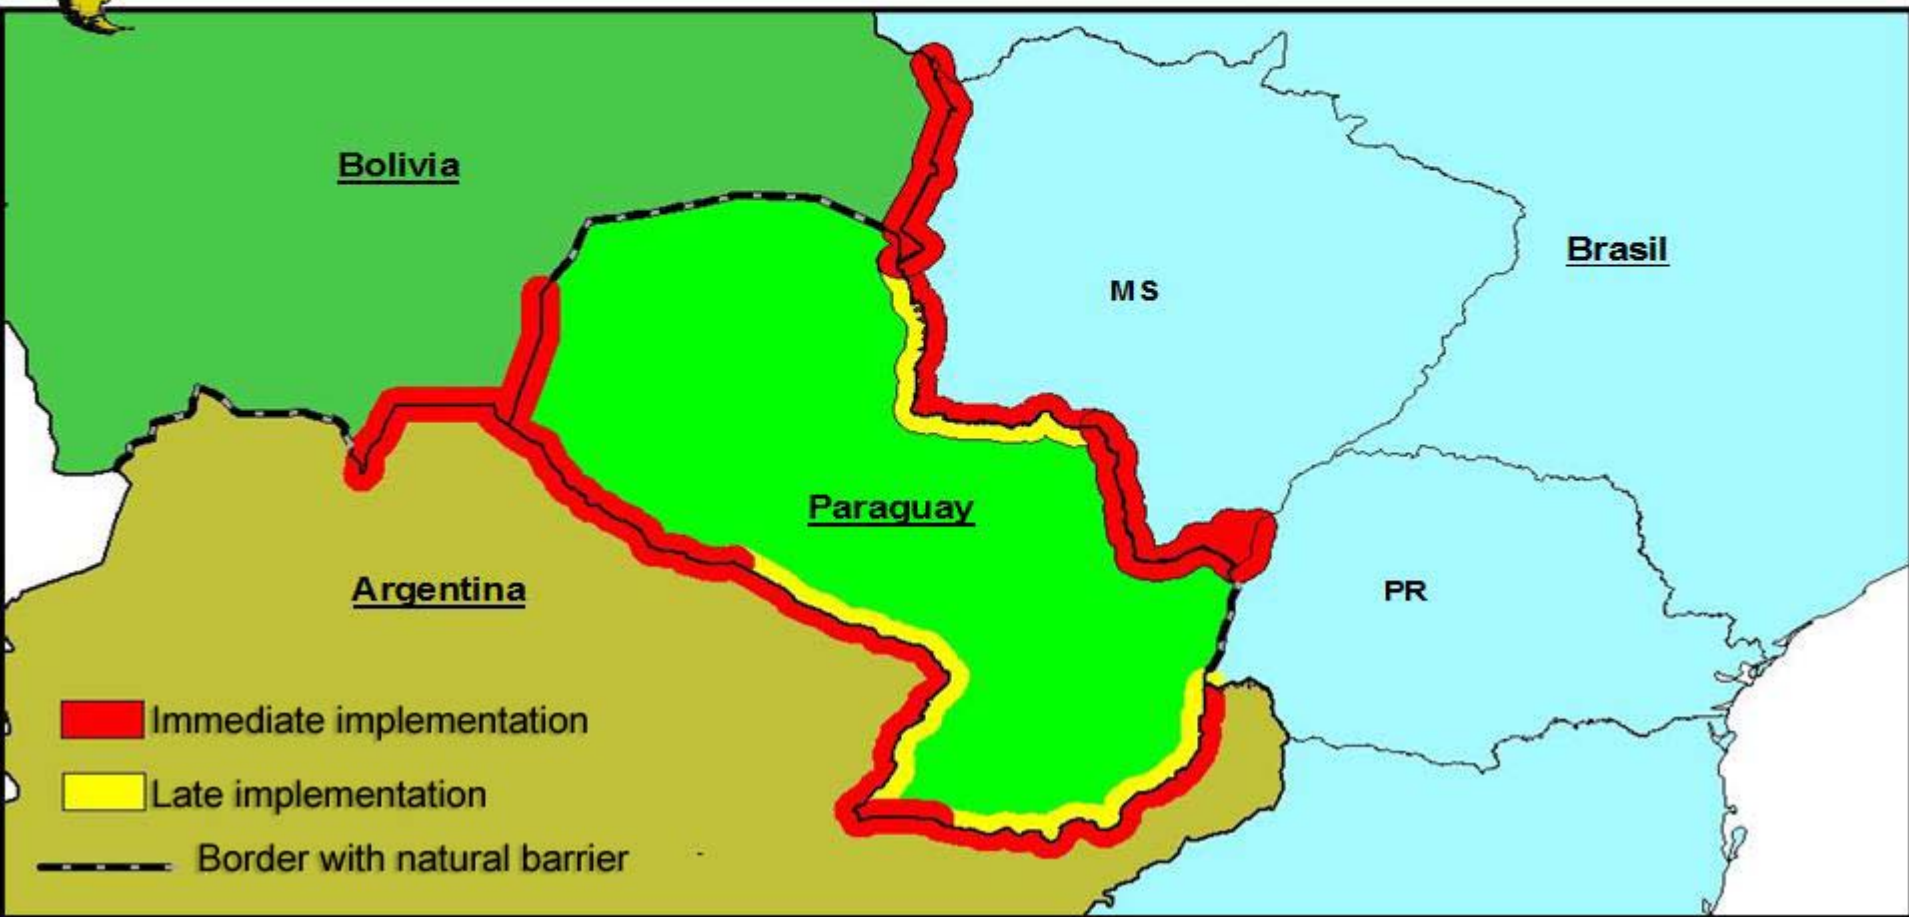 Bolivia
Brasil
MS
Paraguay
Argentina
PR
Immediate implementation
Late implementation
Border with natural barrier